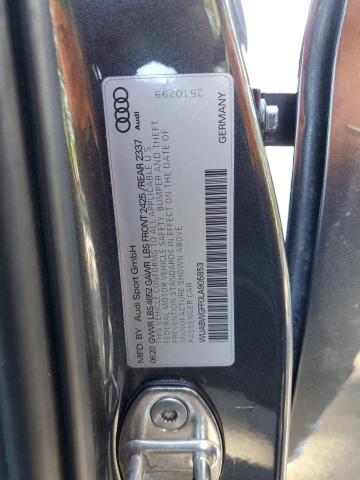 Audi
2510299
MFD. BY Audi Sport GmbH
06/20 GVWR LBS 4652 GAWR LBS FRONT 2425 /REAR 2337
THIS VEHICLE CONFORMS TO ALL APPLICABLE U.S.
FEDERAL MOTOR VEHICLE SAFETY, BUMPER AND THEFT
PREVENTION STANDARDS IN EFFECT ON THE DATE OF
MANUFACTURE SHOWN ABOVE.
PASSENGER CAR
WUABWGFF0LA905853
GERMANY